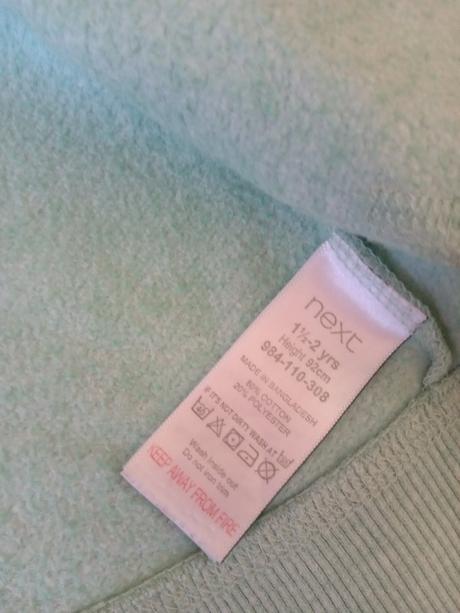 next
1½-2 yrs
Height 92cm
984-110-308
MADE IN BANGLADESH
80% COTTON
20% POLYESTER
IF IT'S NOT DIRTY WASH AT
Wash inside out
Do not iron trim
KEEP AWAY FROM FIRE